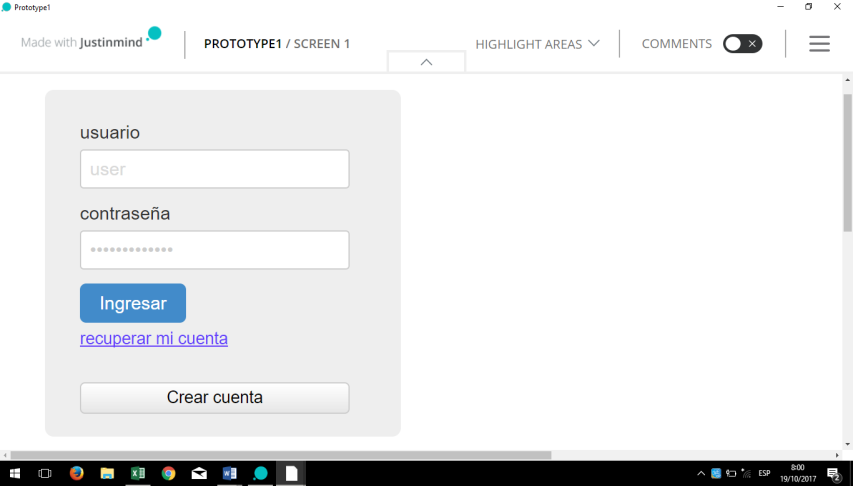 Prototype1
Made with Justinmind
PROTOTYPE1 / SCREEN 1
HIGHLIGHT AREAS
COMMENTS
usuario
user
contraseña
•••••••••••••
Ingresar
recuperar mi cuenta
Crear cuenta
ESP
8:00
19/10/2017
2